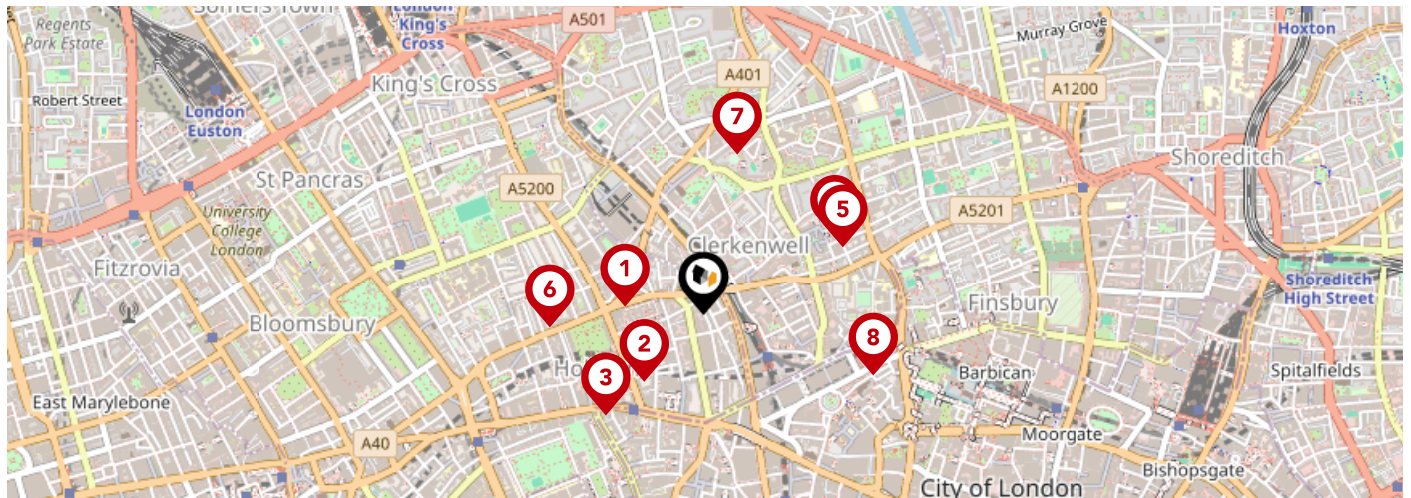 Somers Town
London
King's
Cross
A501
Regents
Park Estate
Murray Grove
Hoxton
King's Cross
A401
A1200
Robert Street
London
Euston
7
Shoreditch
St Pancras
A5200
5
A5201
University
College
London
Clerkenwell
Fitzrovia
1
6
Shoreditch
High Street
Finsbury
Bloomsbury
2
8
Ho
3
Barbican
Spitalfields
East Marylebone
A40
Moorgate
Bishopsgate
City of London